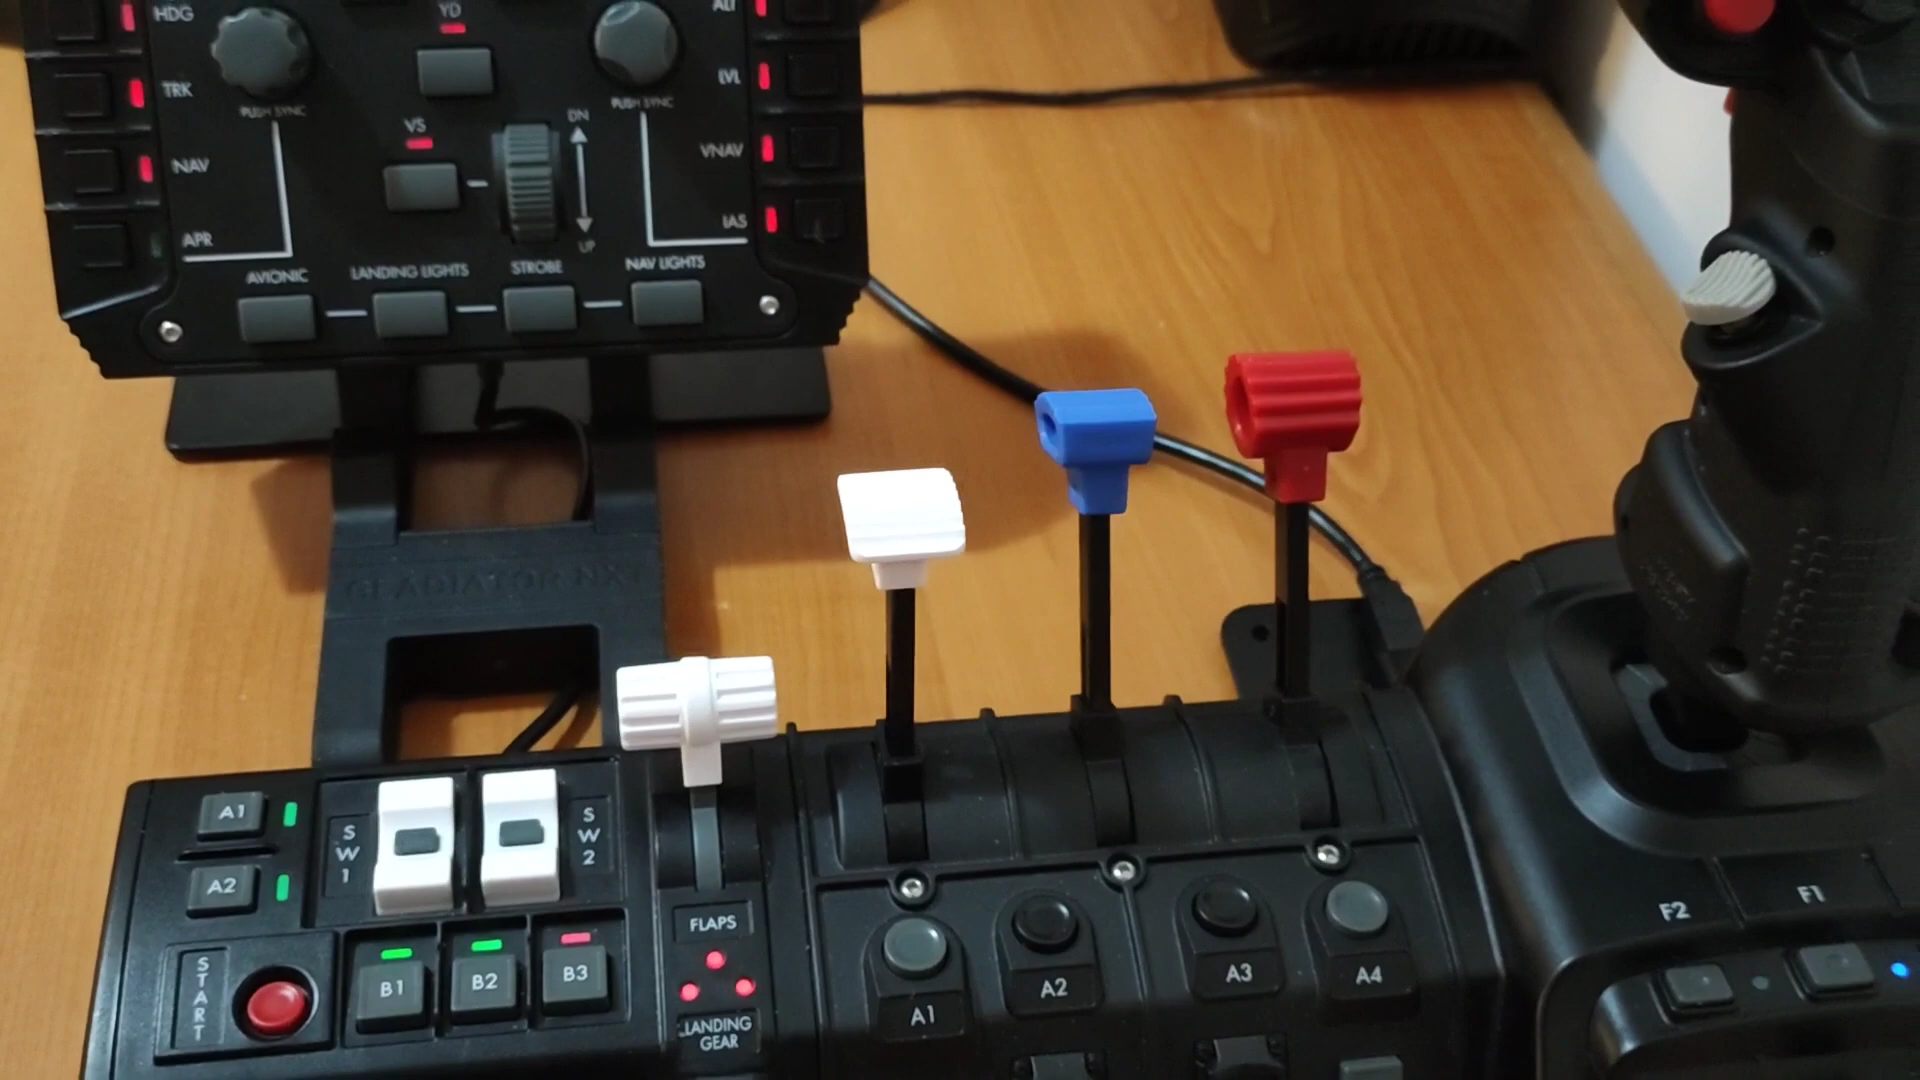 HDG
YD
ALT
TRK
PUSH SYNC
PUSH SYNC
LVL
VS
DN
NAV
VNAV
APR
UP
IAS
AVIONIC
LANDING LIGHTS
STROBE
NAV LIGHTS
GLADIATOR NXT
A1
A2
SW1
SW2
START
B1
B2
B3
FLAPS
LANDING
GEAR
A1
A2
A3
A4
F2
F1